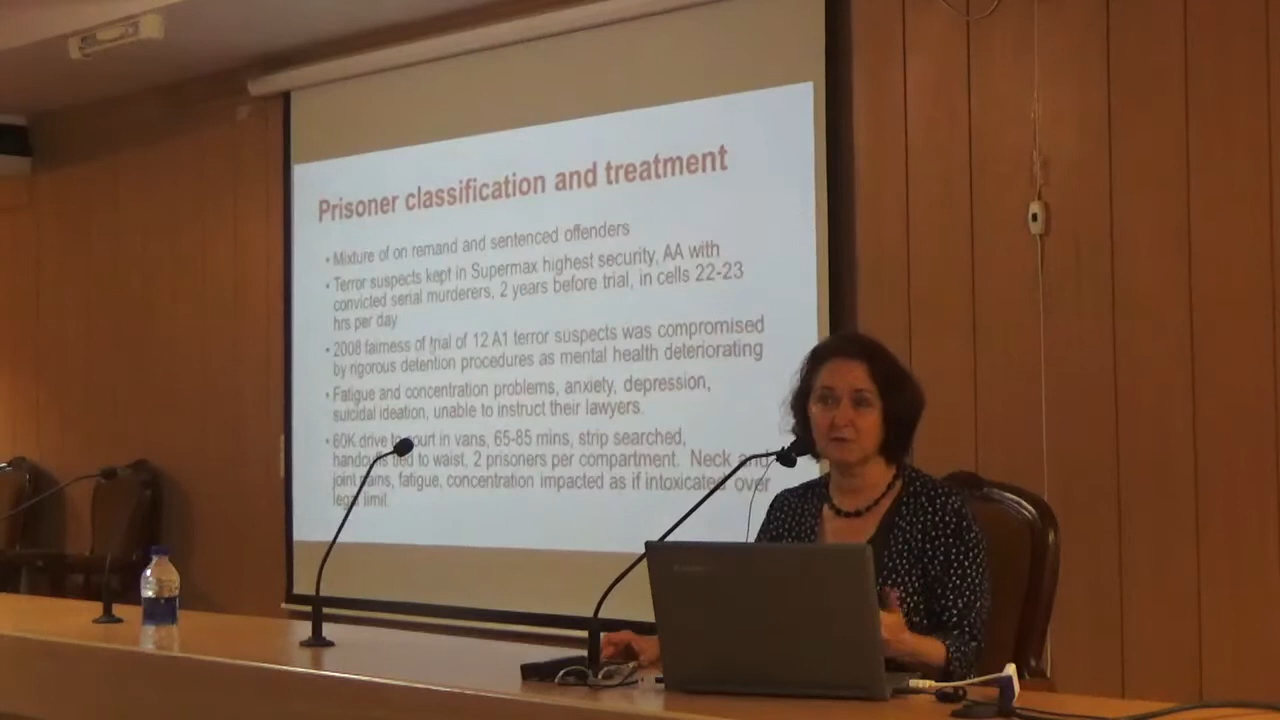 Prisoner classification and treatment
• Mixture of on remand and sentenced offenders
• Terror suspects kept in Supermax highest security, AA with
convicted serial murderers, 2 years before trial, in cells 22-23
hrs per day
• 2008 fairness of trial of 12 A1 terror suspects was compromised
by rigorous detention procedures as mental health deteriorating
• Fatigue and concentration problems, anxiety, depression,
suicidal ideation, unable to instruct their lawyers.
• 60K drive to court in vans, 65-85 mins, strip searched,
handcuffs tied to waist, 2 prisoners per compartment. Neck and
joint pains, fatigue, concentration impacted as if intoxicated over
legal limit.